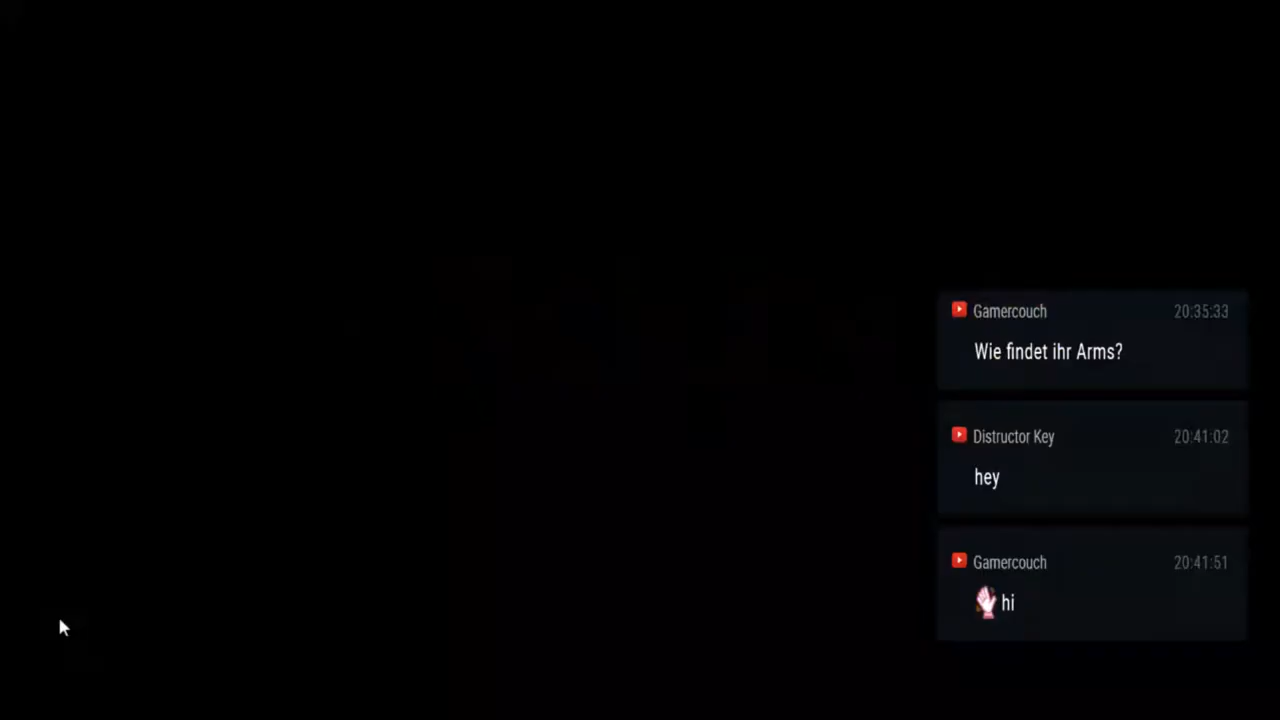 Gamercouch 20:35:33
Wie findet ihr Arms?
Distructor Key 20:41:02
hey
Gamercouch 20:41:51
hi